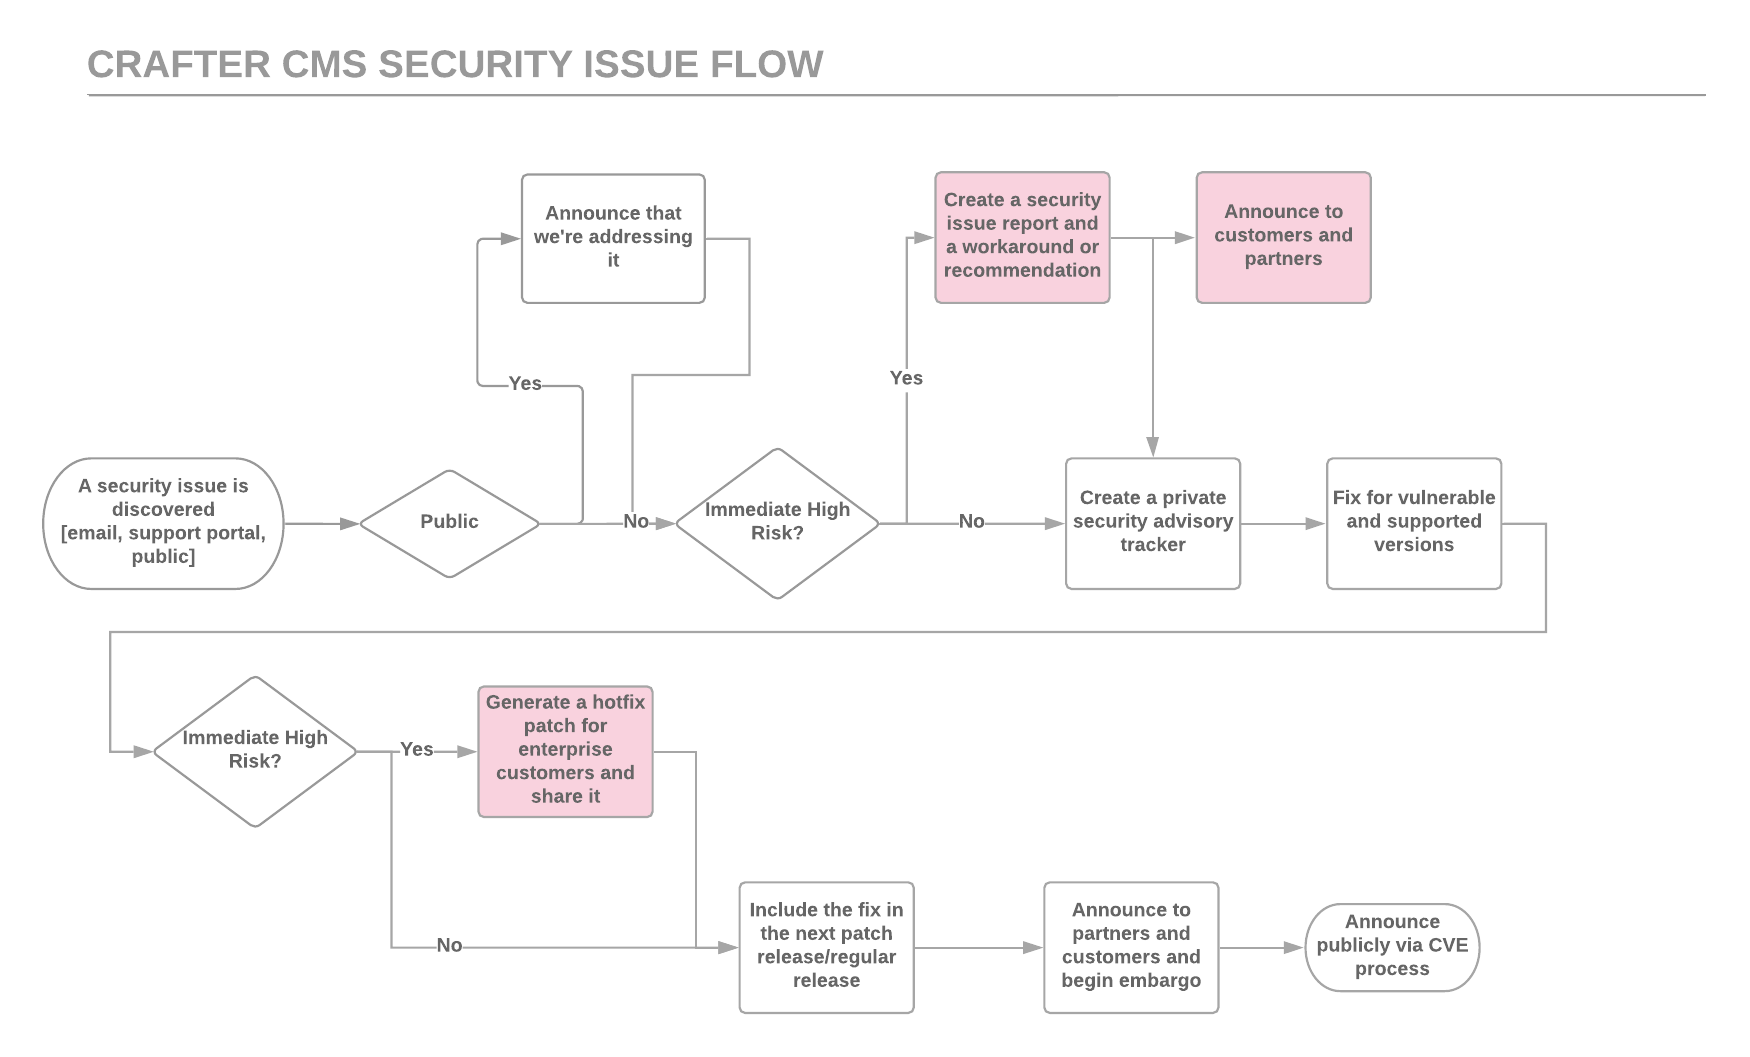 CRAFTER CMS SECURITY ISSUE FLOW
Announce that
we're addressing
it
Create a security
issue report and
a workaround or
recommendation
Announce to
customers and
partners
Yes
Yes
A security issue is
discovered
[email, support portal,
public]
Public
No
Immediate High
Risk?
No
Create a private
security advisory
tracker
Fix for vulnerable
and supported
versions
Immediate High
Risk?
Yes
Generate a hotfix
patch for
enterprise
customers and
share it
No
Include the fix in
the next patch
release/regular
release
Announce to
partners and
customers and
begin embargo
Announce
publicly via CVE
process